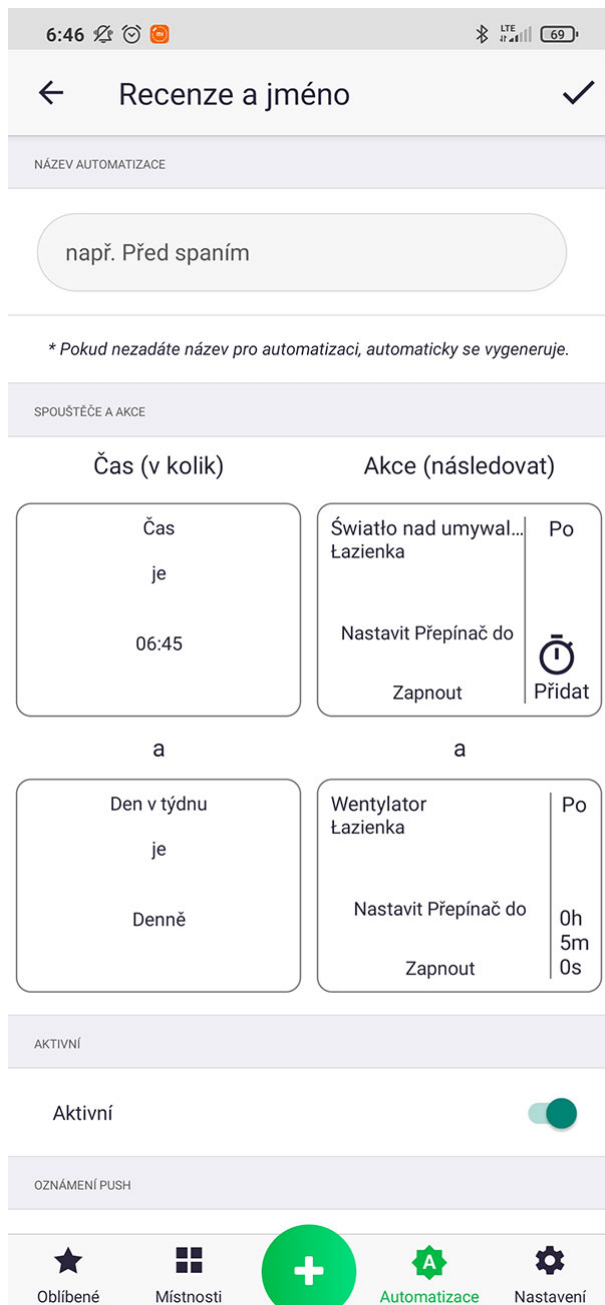 6:46
LTE
69
Recenze a jméno
NÁZEV AUTOMATIZACE
např. Před spaním
* Pokud nezadáte název pro automatizaci, automaticky se vygeneruje.
SPOUŠTĚČE A AKCE
Čas (v kolik)
Akce (následovat)
Čas
je
06:45
Światło nad umywal...
Łazienka
Nastavit Přepínač do
Zapnout
Po
Přidat
a
a
Den v týdnu
je
Denně
Wentylator
Łazienka
Nastavit Přepínač do
Zapnout
Po
0h
5m
0s
AKTIVNÍ
Aktivní
OZNÁMENÍ PUSH
A
Oblíbené
Místnosti
Automatizace
Nastavení